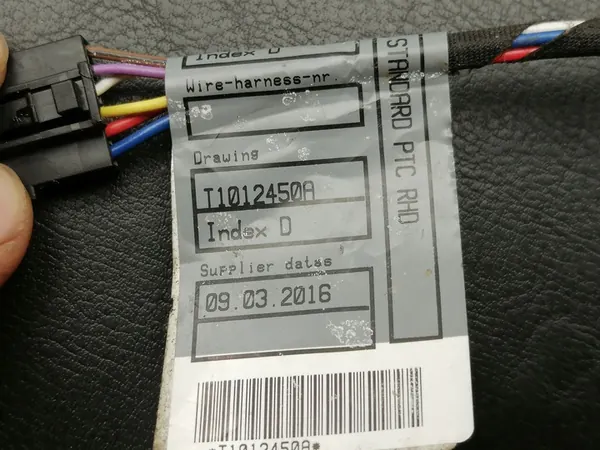 Index D
Wire-harness-nr.
Drawing
T1012450A
Index D
Supplier datas
09.03.2016
*T1012450A*
STANDARD PTC RHD